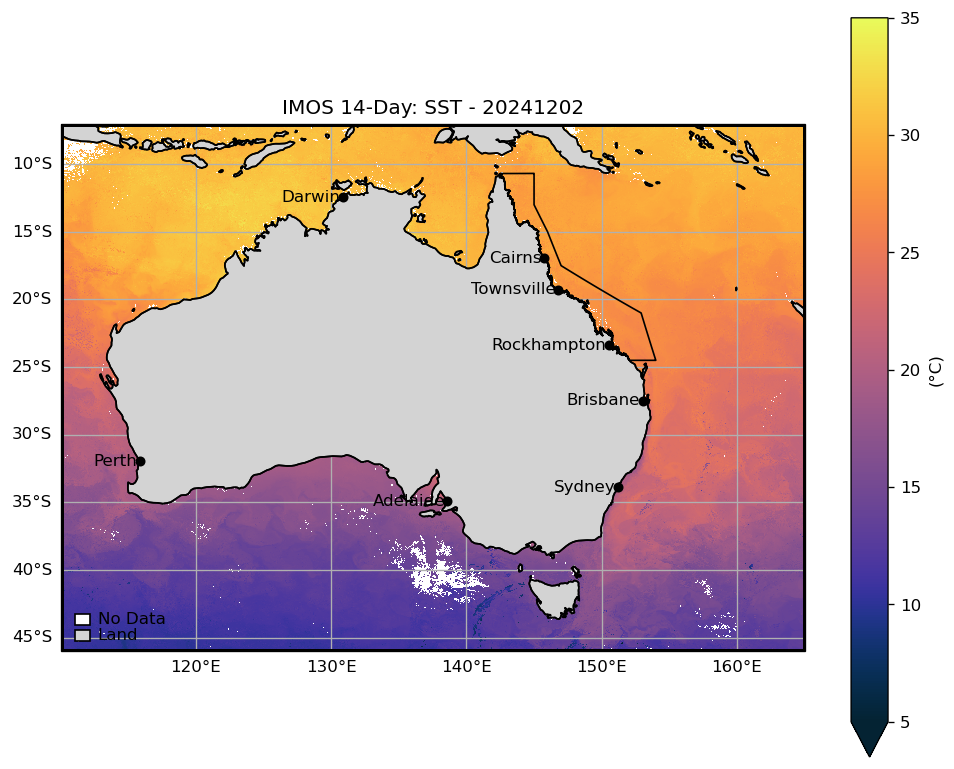 IMOS 14-Day: SST - 20241202
35
30
25
20
15
10
5
(°C)
10°S
15°S
20°S
25°S
30°S
35°S
40°S
45°S
Darwin
Cairns
Townsville
Rockhampton
Brisbane
Perth
Sydney
Adelaide
No Data
Land
120°E
130°E
140°E
150°E
160°E